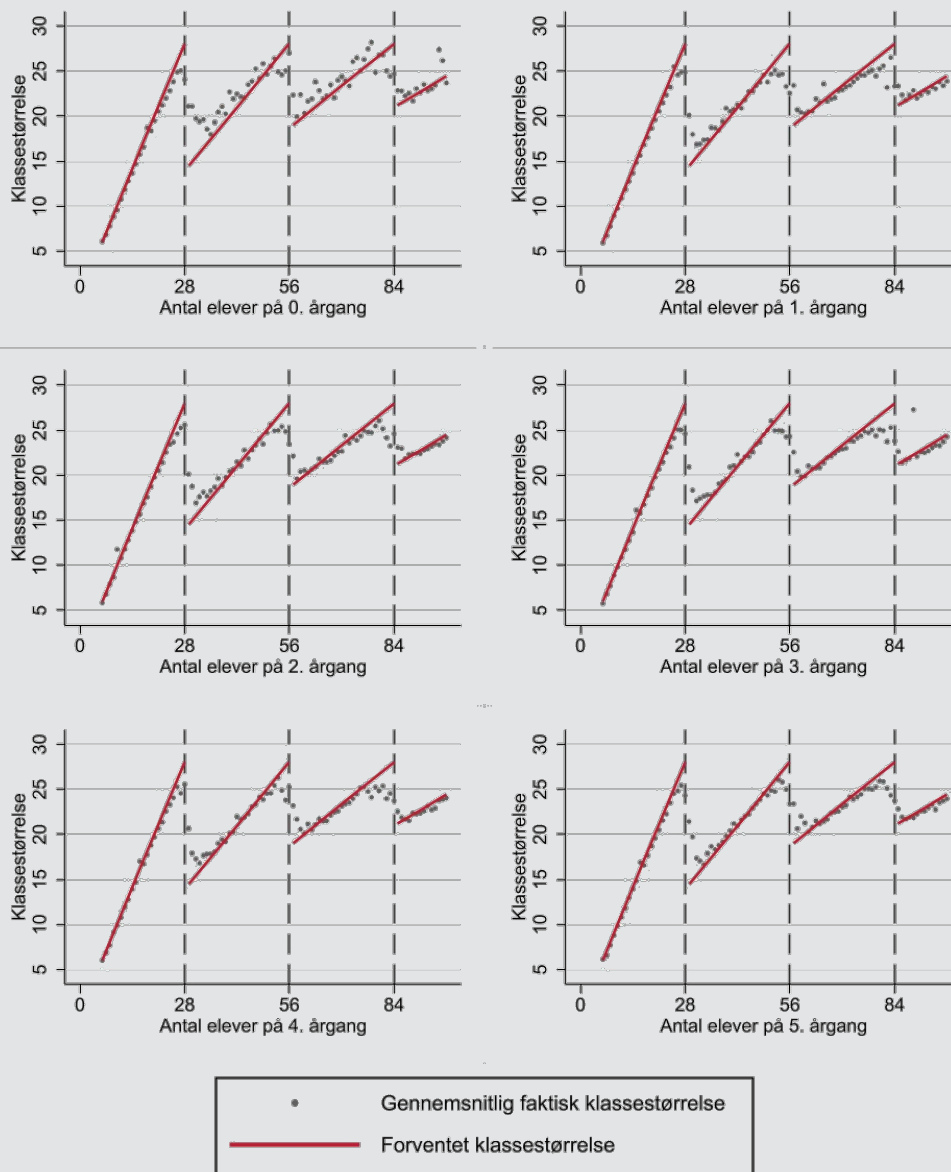 30
25
20
15
10
5
Klassestørrelse
0 28 56 84
Antal elever på 0. årgang
30
25
20
15
10
5
Klassestørrelse
0 28 56 84
Antal elever på 1. årgang
30
25
20
15
10
5
Klassestørrelse
0 28 56 84
Antal elever på 2. årgang
30
25
20
15
10
5
Klassestørrelse
0 28 56 84
Antal elever på 3. årgang
30
25
20
15
10
5
Klassestørrelse
0 28 56 84
Antal elever på 4. årgang
30
25
20
15
10
5
Klassestørrelse
0 28 56 84
Antal elever på 5. årgang
Gennemsnitlig faktisk klassestørrelse
Forventet klassestørrelse